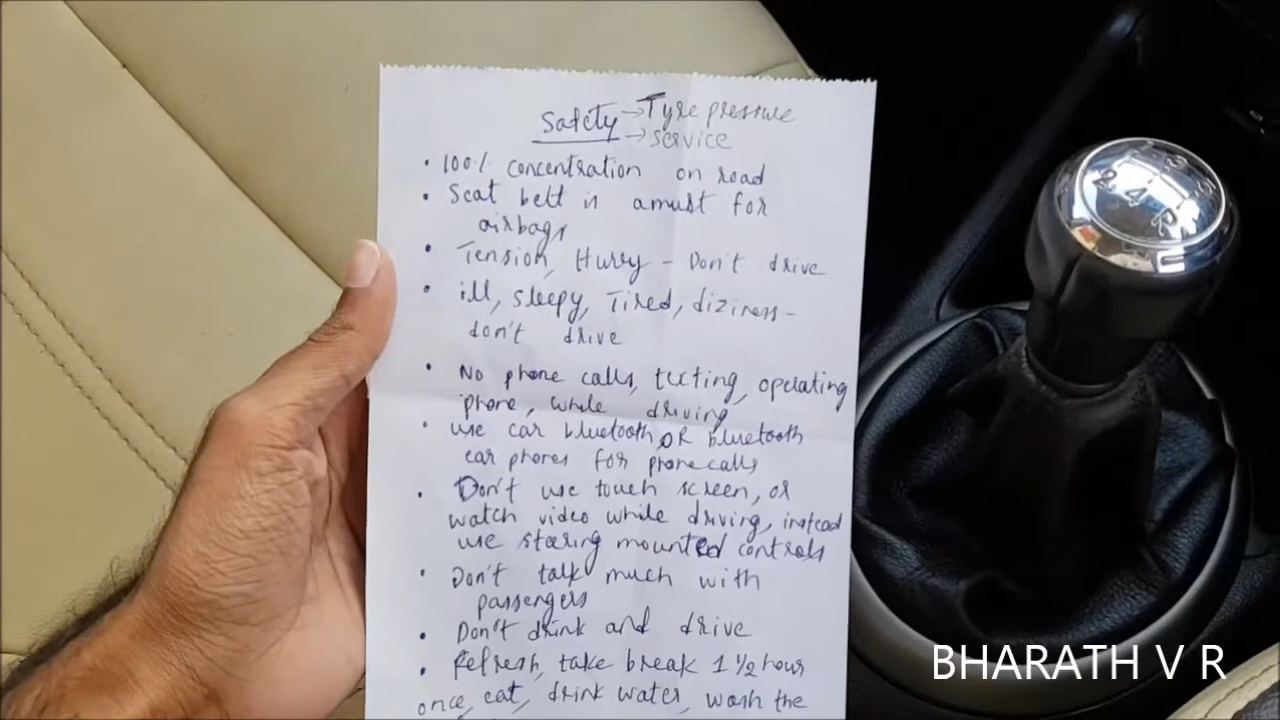 Safety → Tyre pressure
→ service
• 100% concentration on road
• Seat belt is a must for
airbags
• Tension, Hurry - Don't drive
• ill, sleepy, Tired, diziness -
don't drive
• No phone calls, texting, operating
phone, while driving
• use car bluetooth, OR bluetooth
ear phones for phone calls
• Don't use touch screen, or
watch video while driving, instead
use staring mounted controls
• Don't talk much with
passengers
• Don't drink and drive
• Refresh, take break 1 1/2 hour
once, eat, drink water, wash the
2 4 R
BHARATH V R